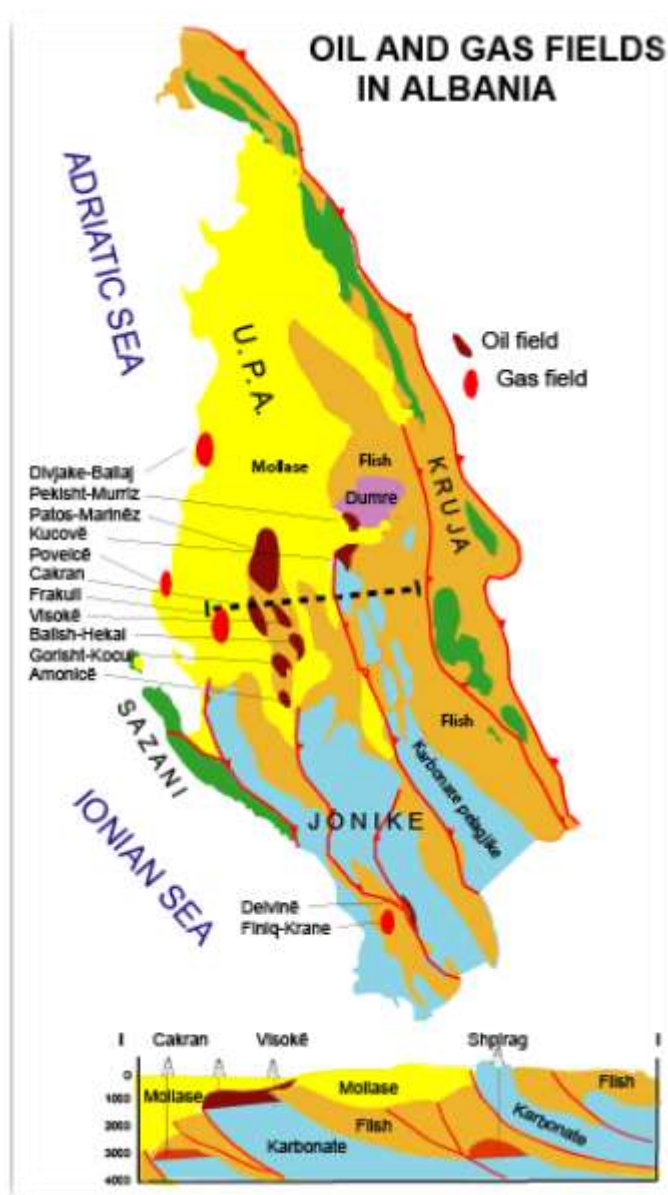 OIL AND GAS FIELDS
IN ALBANIA
ADRIATIC SEA
U.P.A.
Oil field
Gas field
Mollase
Flish
Dumre
KRUJA
Divjake-Ballaj
Pekisht-Murriz
Patos-Marinëz
Kucovë
Povelcë
Cakran
Frakull
Visokë
Ballsh-Hekal
Gorisht-Kocul
Amonicë
SAZANI
Flish
Karbonate pelagjike
JONIKE
IONIAN SEA
Delvinë
Finiq-Krane
I Cakran Visokë Shpirag I
0
1000
3000
4000
Mollase
Mollase
Flish
Karbonate
Karbonate
Flish